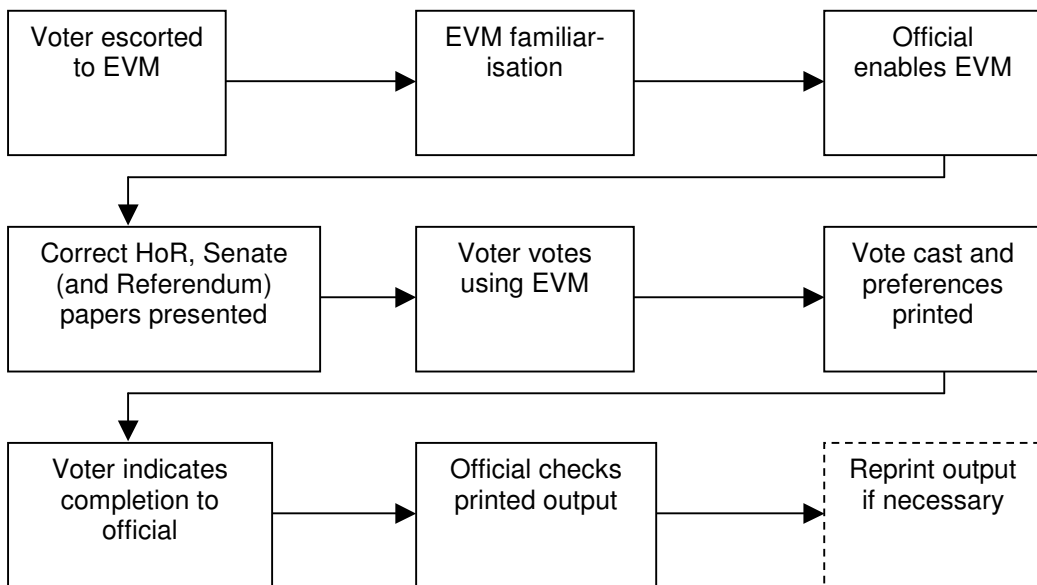 Voter escorted
to EVM
EVM familiar-
isation
Official
enables EVM
Correct HoR, Senate
(and Referendum)
papers presented
Voter votes
using EVM
Vote cast and
preferences
printed
Voter indicates
completion to
official
Official checks
printed output
Reprint output
if necessary